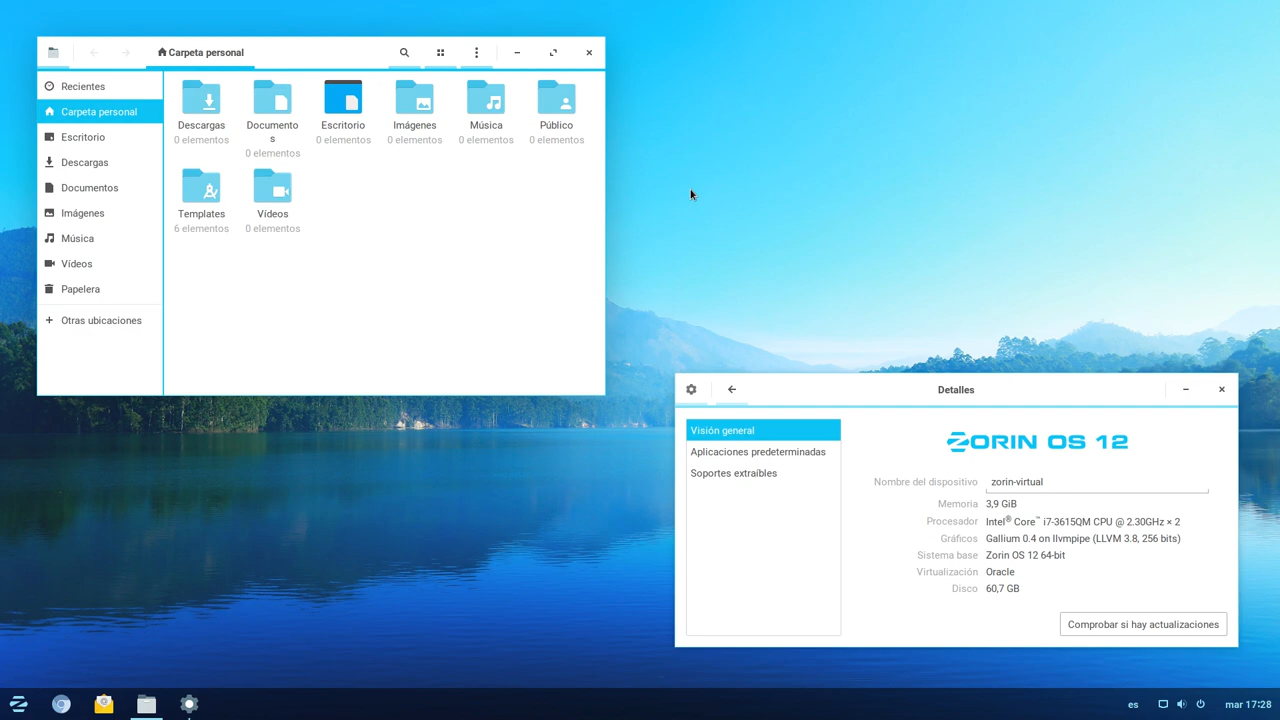 Carpeta personal
Recientes
Carpeta personal
Escritorio
Descargas
Documentos
Imágenes
Música
Vídeos
Papelera
Otras ubicaciones
Descargas
0 elementos
Documento
s
0 elementos
Escritorio
0 elementos
Imágenes
0 elementos
Música
0 elementos
Público
0 elementos
Templates
6 elementos
Vídeos
0 elementos
Detalles
Visión general
Aplicaciones predeterminadas
Soportes extraíbles
ZORIN OS 12
Nombre del dispositivo zorin-virtual
Memoria 3,9 GiB
Procesador Intel® Core™ i7-3615QM CPU @ 2.30GHz × 2
Gráficos Gallium 0.4 on llvmpipe (LLVM 3.8, 256 bits)
Sistema base Zorin OS 12 64-bit
Virtualización Oracle
Disco 60,7 GB
Comprobar si hay actualizaciones
es
mar 17:28